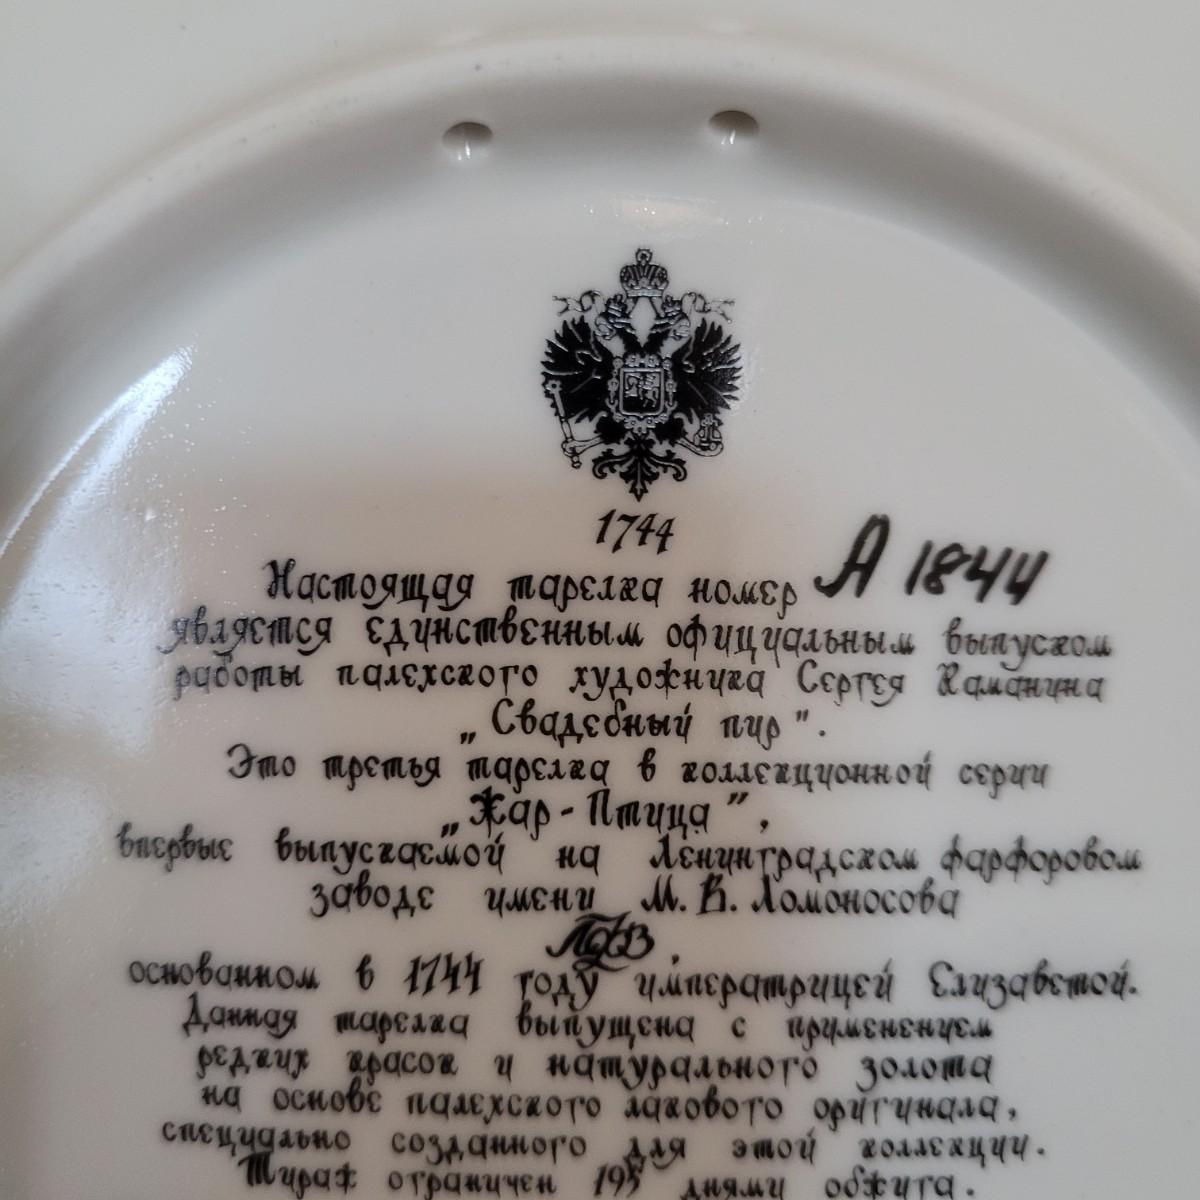 1744
Настоящая тарелка номер А 1844
является единственным официальным выпуском
работы палехского художника Сергея Каманина
„Свадебный пир".
Это третья тарелка в коллекционной серии
„Жар-Птица",
впервые выпускаемой на Ленинградском фарфоровом
заводе имени М.В. Ломоносова
ЛФЗ
основанном в 1744 году императрицей Елизаветой.
Данная тарелка выпущена с применением
редких красок и натурального золота
на основе палехского лакового оригинала,
специально созданного для этой коллекции.
Тираж ограничен 195 днями обжига.